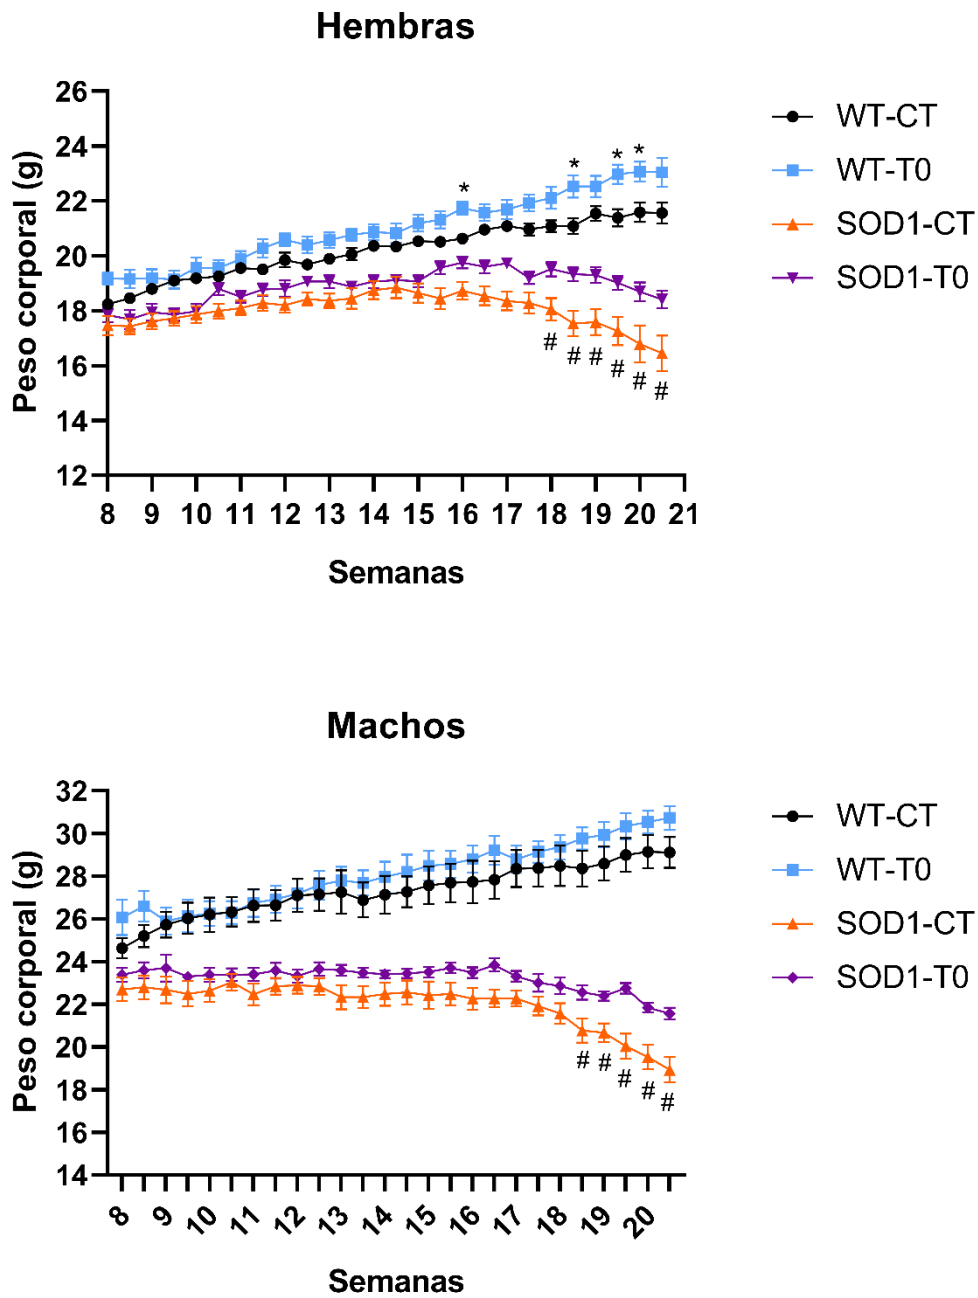 Hembras
Peso corporal (g)
26
24
22
20
18
16
14
12
* * * *
# # # # # #
8 9 10 11 12 13 14 15 16 17 18 19 20 21
Semanas
WT-CT
WT-T0
SOD1-CT
SOD1-T0
Machos
Peso corporal (g)
32
30
28
26
24
22
20
18
16
14
# # # # #
8 9 10 11 12 13 14 15 16 17 18 19 20
Semanas
WT-CT
WT-T0
SOD1-CT
SOD1-T0